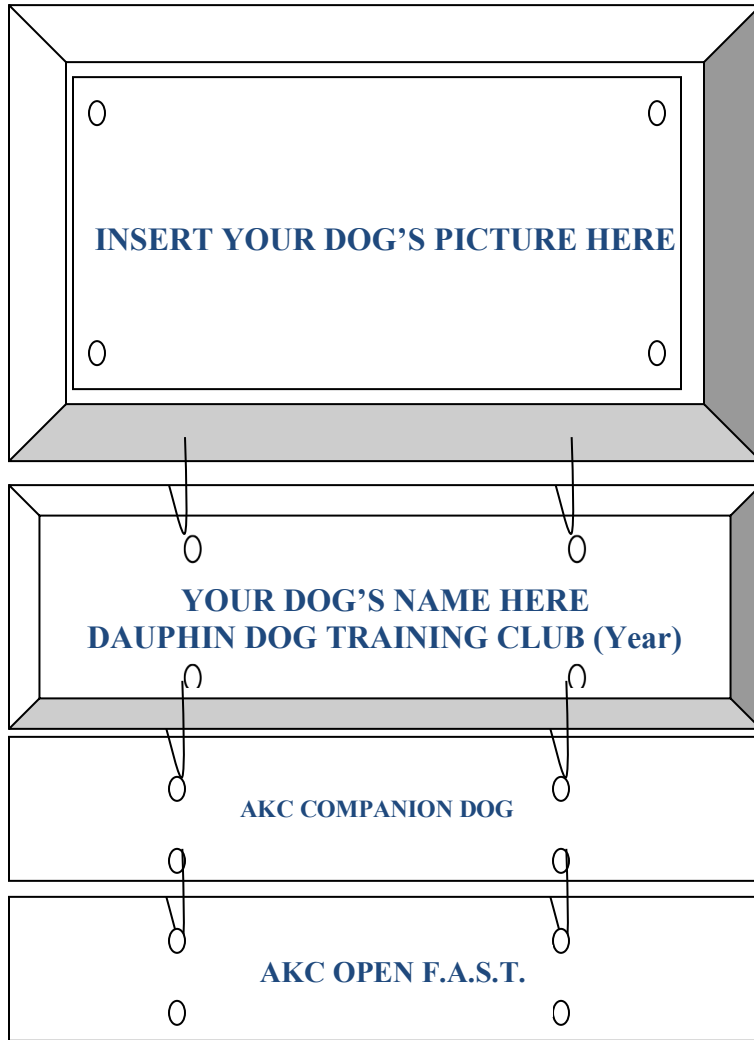 INSERT YOUR DOG’S PICTURE HERE
YOUR DOG’S NAME HERE
DAUPHIN DOG TRAINING CLUB (Year)
AKC COMPANION DOG
AKC OPEN F.A.S.T.